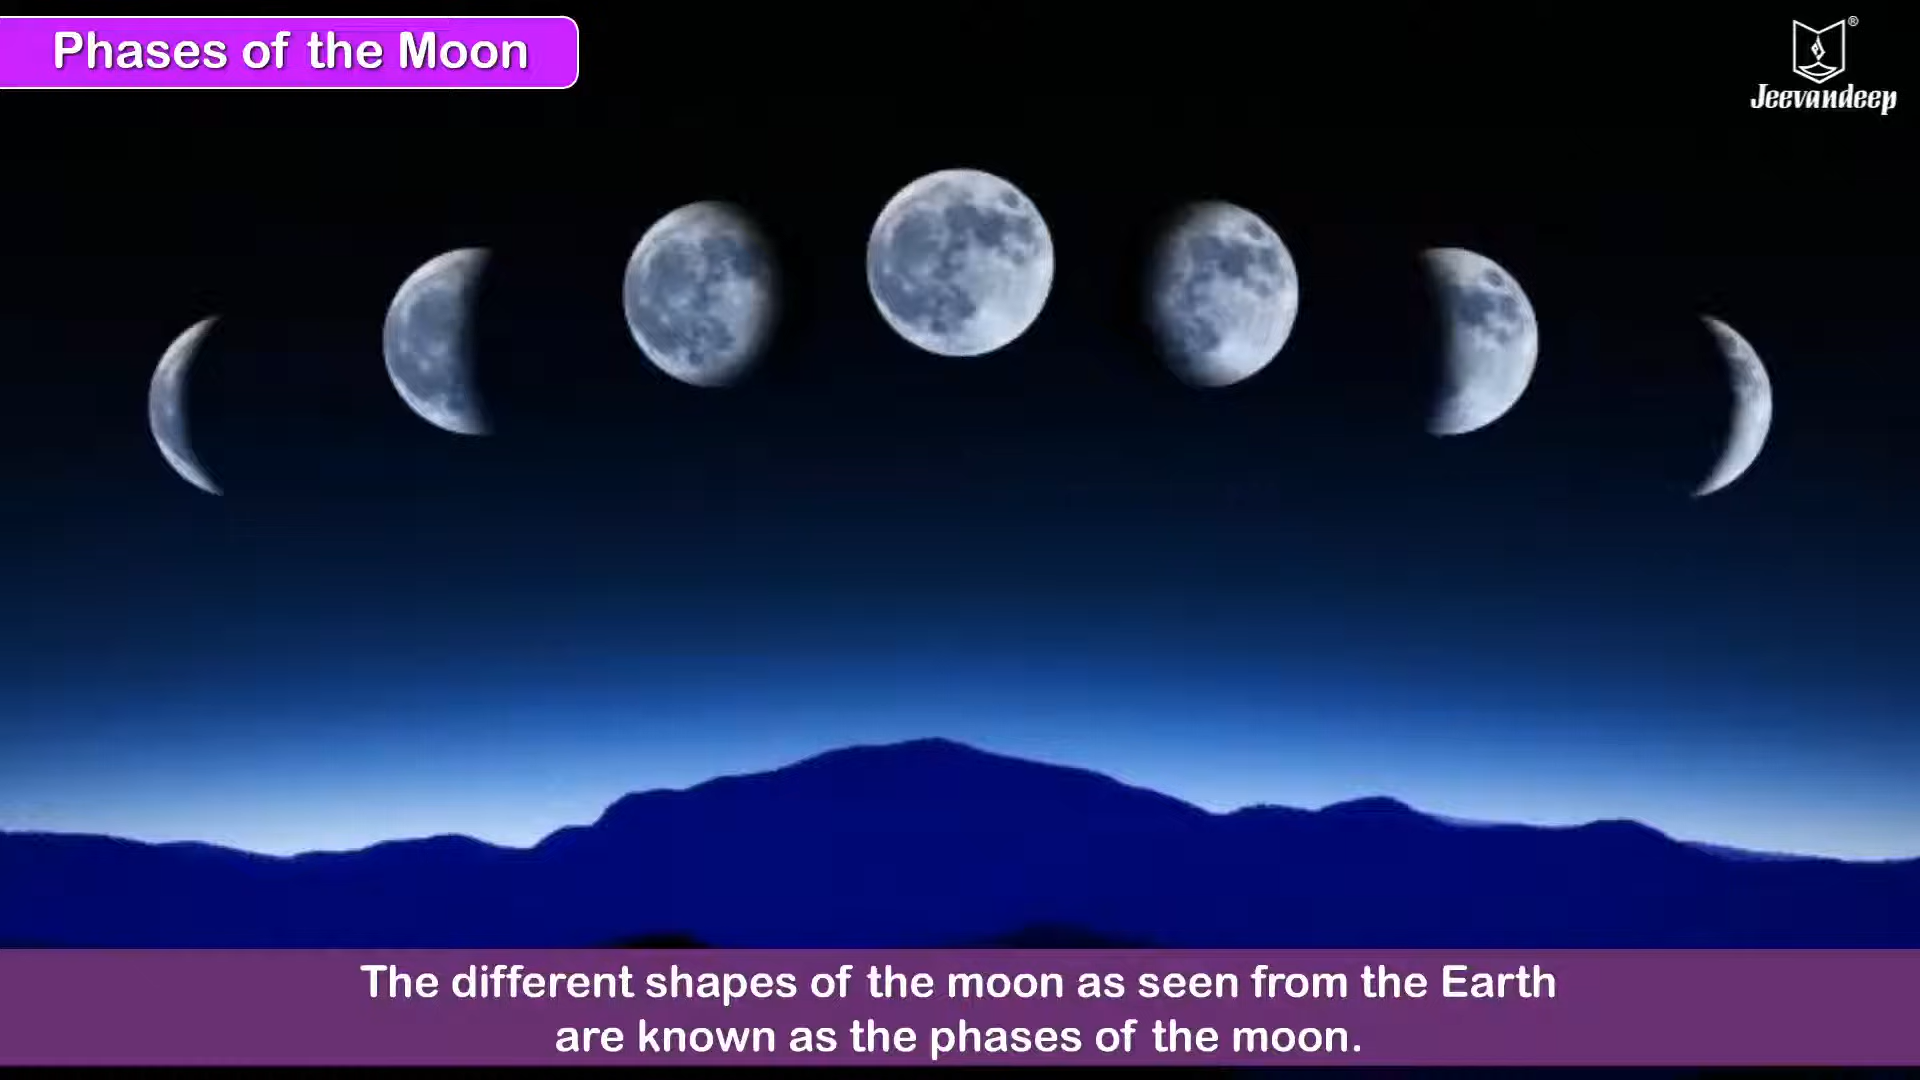 Phases of the Moon
®
Jeevandeep
The different shapes of the moon as seen from the Earth
are known as the phases of the moon.